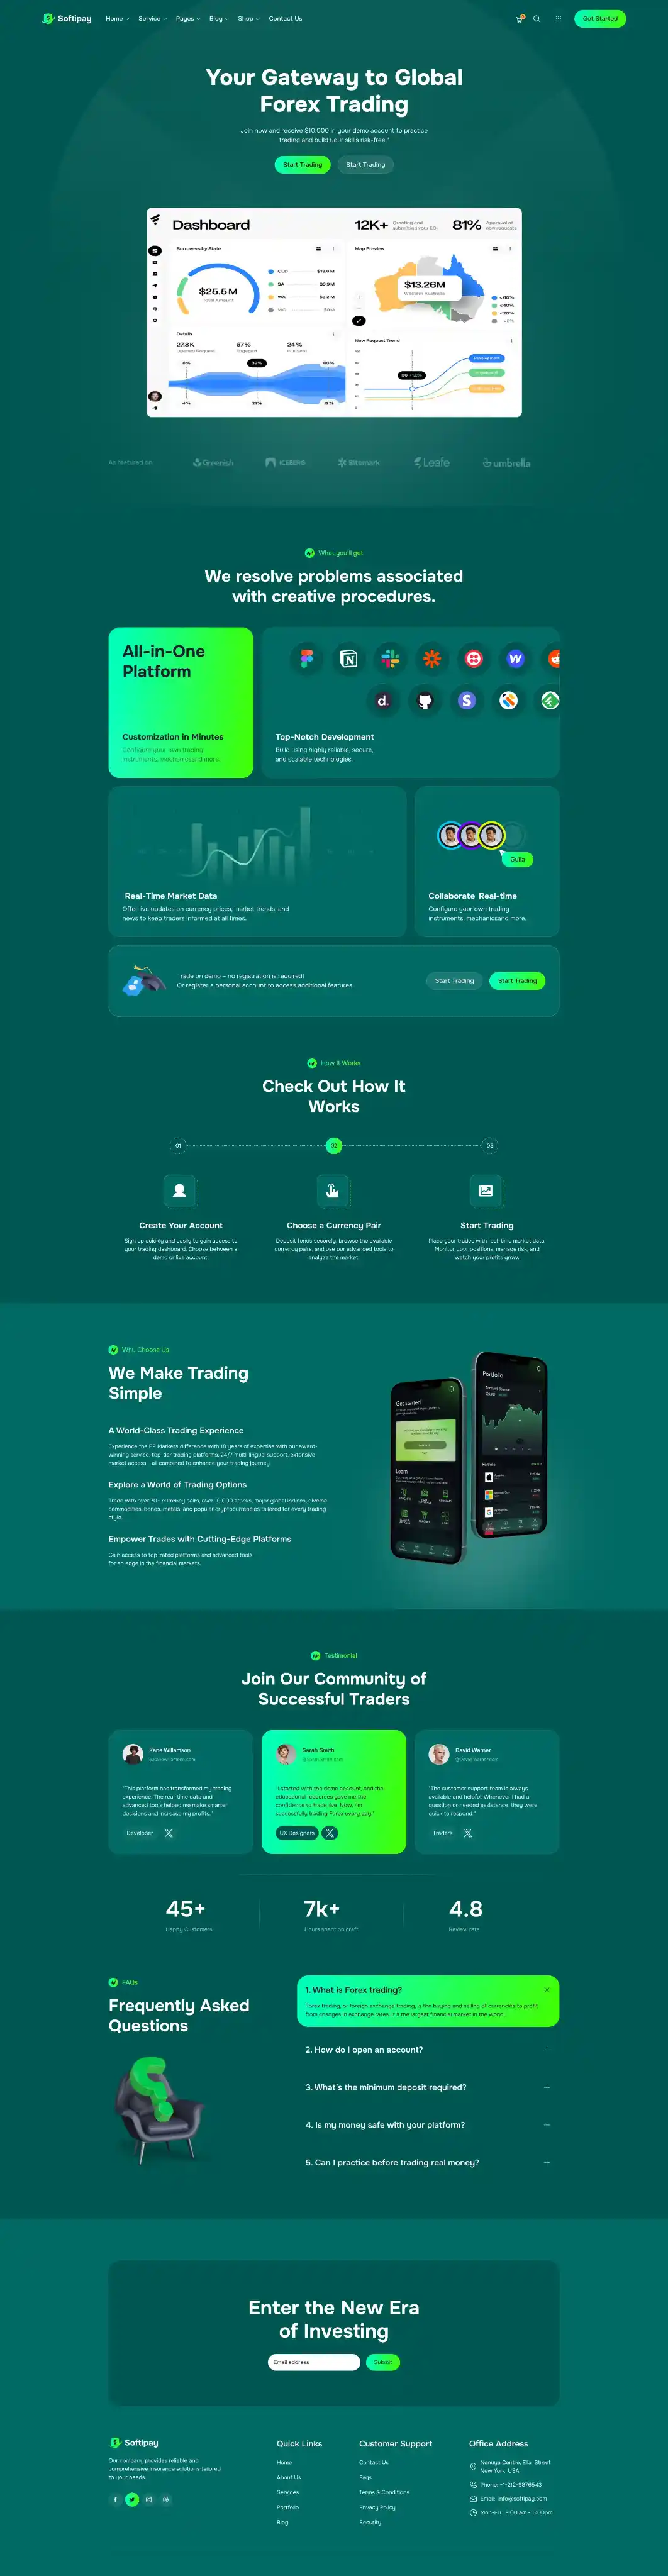 Softipay
Home
Service
Pages
Blog
Shop
Contact Us
Get Started
Your Gateway to Global
Forex Trading
Join now and receive $10,000 in your demo account to practice
trading and build your skills risk-free.*
Start Trading
Start Trading
Dashboard
12K+
81%
Borrowers by State
$25.5 M
Total Amount
QLD
SA
$3.9M
WA
$2.2 M
VIC
Map Preview
$13.26M
Western Australia
Details
27.8K
67%
24%
Engaged
32%
60%
4%
21%
12%
New Request Trend
As featured on:
Greenish
ICEBERG
Bitemark
Leafe
umbrella
What you'll get
We resolve problems associated
with creative procedures.
All-in-One
Platform
Customization in Minutes
Configure your own trading
instruments, mechanicsand more.
Top-Notch Development
Build using highly reliable, secure,
and scalable technologies.
Real-Time Market Data
Offer live updates on currency prices, market trends, and
news to keep traders informed at all times.
Gulla
Collaborate Real-time
Configure your own trading
instruments, mechanicsand more.
Trade on demo – no registration is required!
Or register a personal account to access additional features.
Start Trading
Start Trading
How It Works
Check Out How It
Works
01
02
03
Create Your Account
Sign up quickly and easily to gain access to
your trading dashboard. Choose between a
demo or live account.
Choose a Currency Pair
Deposit funds securely, browse the available
currency pairs, and use our advanced tools to
analyze the market.
Start Trading
Place your trades with real-time market data.
Monitor your positions, manage risk, and
watch your profits grow.
Why Choose Us
We Make Trading
Simple
A World-Class Trading Experience
Experience the FP Markets difference with 18 years of expertise with our award-
winning service, top-tier trading platforms, 24/7 multi-lingual support, extensive
market access – all combined to enhance your trading journey.
Explore a World of Trading Options
Trade with over 70+ currency pairs, over 10,000 stocks, major global indices, diverse
commodities, bonds, metals, and popular cryptocurrencies tailored for every trading
style.
Empower Trades with Cutting-Edge Platforms
Gain access to top-rated platforms and advanced tools
for an edge in the financial markets.
Get started
Learn
Portfolio
Portfolio
Testimonial
Join Our Community of
Successful Traders
Kane Willamson
"This platform has transformed my trading
experience. The real-time data and
advanced tools helped me make smarter
decisions and increase my profits."
Developer
Sarah Smith
"I started with the demo account, and the
educational resources gave me the
confidence to trade live. Now, I'm
successfully trading Forex every day!"
UX Designers
David Warner
"The customer support team is always
available and helpful. Whenever I had a
question or needed assistance, they were
quick to respond."
Traders
45+
Happy Customers
7k+
Hours spent on craft
4.8
Review rate
FAQs
Frequently Asked
Questions
1. What is Forex trading?
Forex trading, or foreign exchange trading, is the buying and selling of currencies to profit
from changes in exchange rates. It's the largest financial market in the world.
2. How do I open an account?
3. What's the minimum deposit required?
4. Is my money safe with your platform?
5. Can I practice before trading real money?
Enter the New Era
of Investing
Email address
Submit
Softipay
Our company provides reliable and
comprehensive insurance solutions tailored
to your needs.
Quick Links
Home
About Us
Services
Portfolio
Blog
Customer Support
Contact Us
Faqs
Terms & Conditions
Privacy Policy
Security
Office Address
Nenuya Centre, Elia Street
New York, USA
Phone: +1-212-9876543
Email: info@softipay.com
Mon-Fri : 9:00 am - 5:00pm